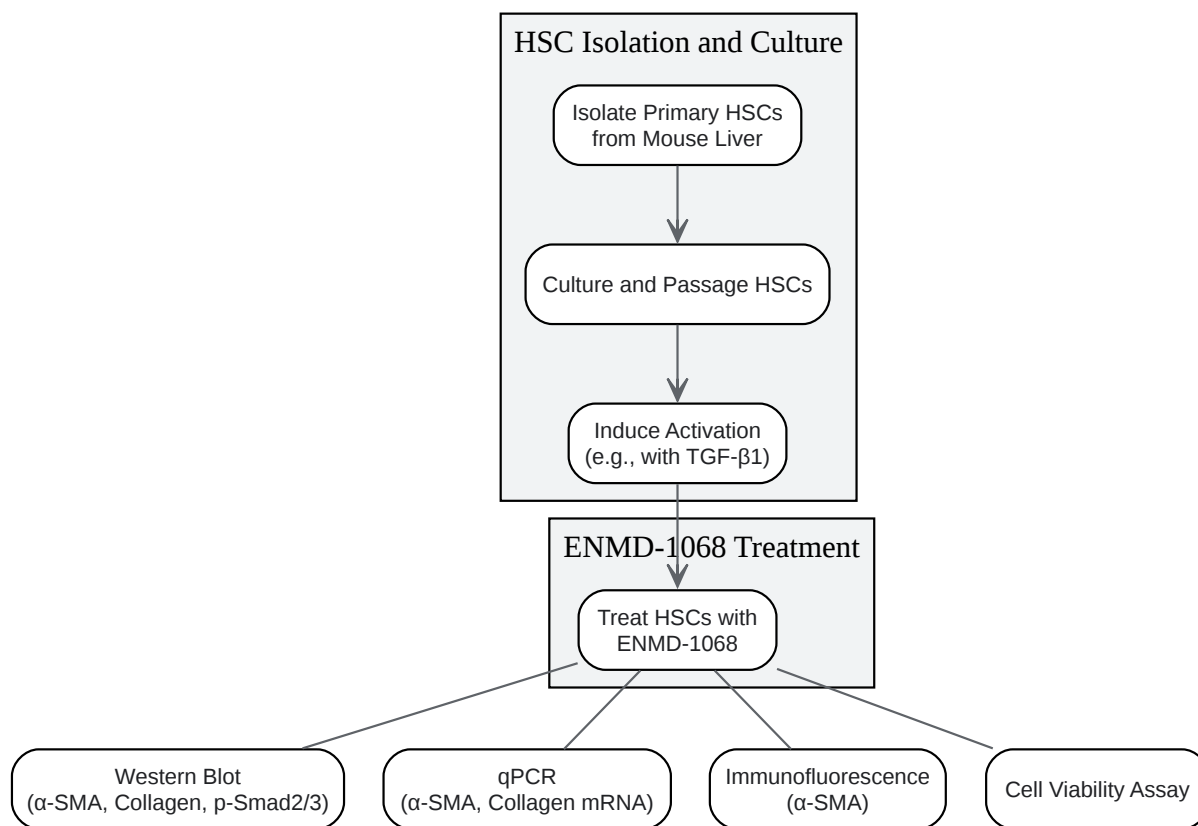 HSC Isolation and Culture
Isolate Primary HSCs
from Mouse Liver
Culture and Passage HSCs
Induce Activation
(e.g., with TGF-β1)
ENMD-1068 Treatment
Treat HSCs with
ENMD-1068
Western Blot
(α-SMA, Collagen, p-Smad2/3)
qPCR
(α-SMA, Collagen mRNA)
Immunofluorescence
(α-SMA)
Cell Viability Assay